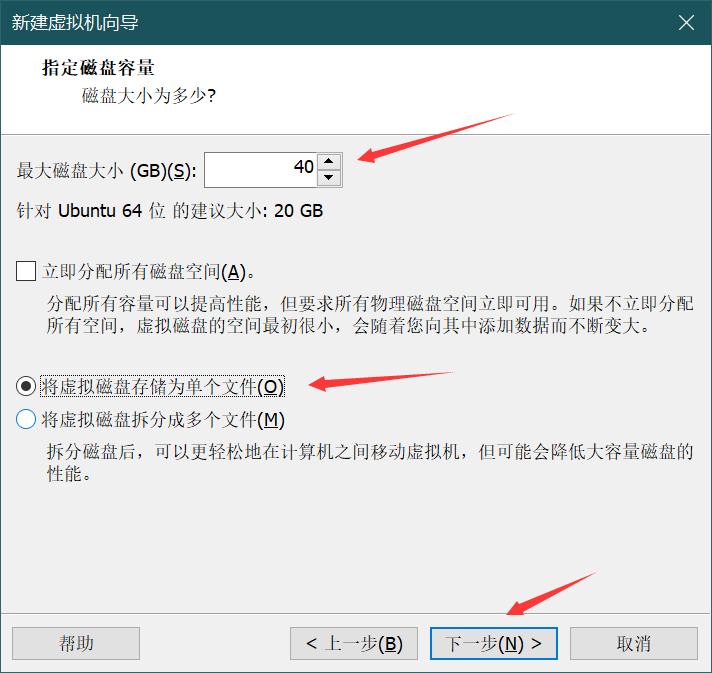 新建虚拟机向导
指定磁盘容量
磁盘大小为多少?
最大磁盘大小 (GB)(S): 40
针对 Ubuntu 64 位 的建议大小: 20 GB
立即分配所有磁盘空间(A)。
分配所有容量可以提高性能，但要求所有物理磁盘空间立即可用。如果不立即分配
所有空间，虚拟磁盘的空间最初很小，会随着您向其中添加数据而不断变大。
将虚拟磁盘存储为单个文件(O)
将虚拟磁盘拆分成多个文件(M)
拆分磁盘后，可以更轻松地在计算机之间移动虚拟机，但可能会降低大容量磁盘的
性能。
帮助 < 上一步(B) 下一步(N) > 取消